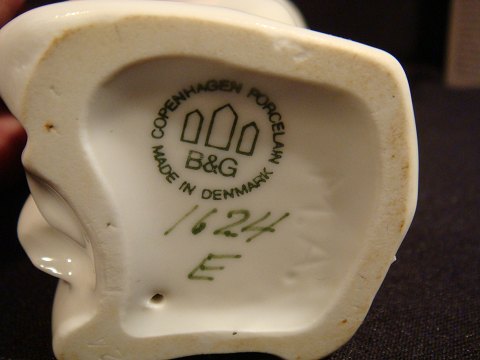 COPENHAGEN PORCELAIN
B&G
MADE IN DENMARK
1624
E